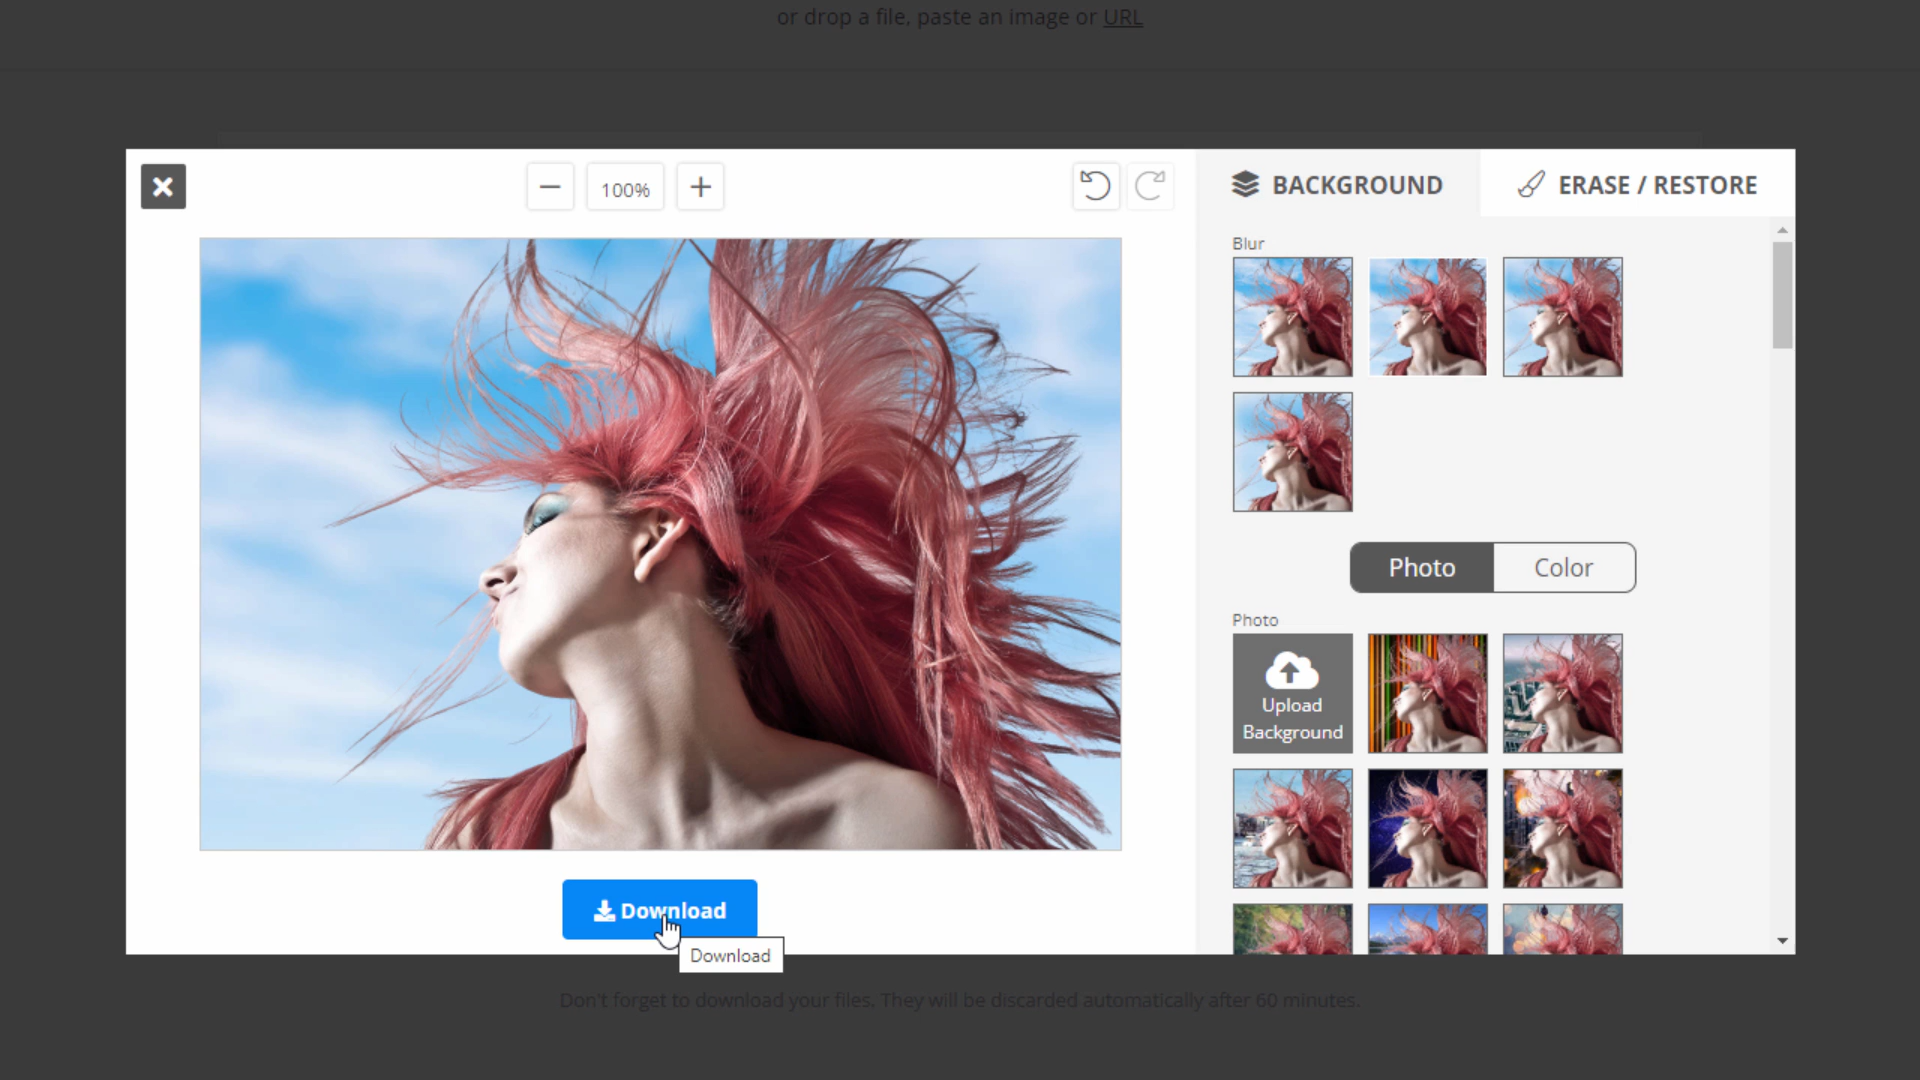 or drop a file, paste an image or URL
100%
BACKGROUND
ERASE / RESTORE
Blur
Photo
Color
Photo
Upload
Background
Download
Download
Don't forget to download your files. They will be discarded automatically after 60 minutes.